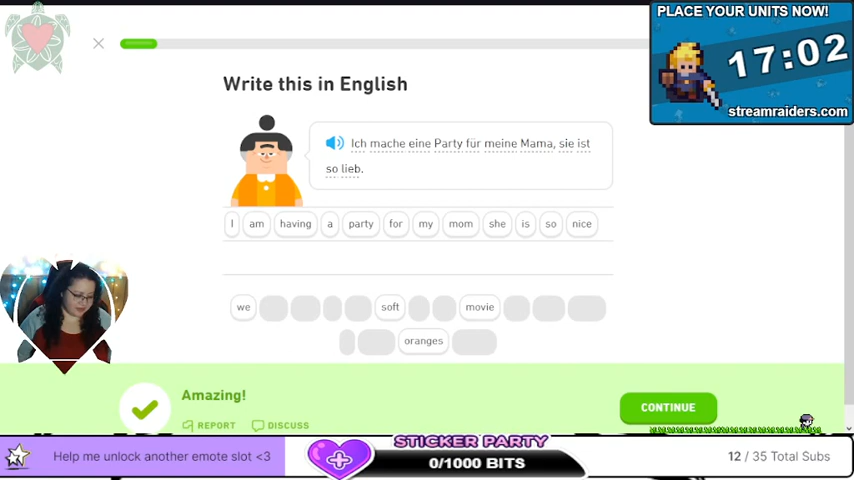 PLACE YOUR UNITS NOW!
17:02
streamraiders.com
Write this in English
Ich mache eine Party für meine Mama, sie ist
so lieb.
I am having a party for my mom she is so nice
we soft movie
oranges
Amazing!
REPORT DISCUSS
CONTINUE
Help me unlock another emote slot <3
STICKER PARTY
0/1000 BITS
12 / 35 Total Subs